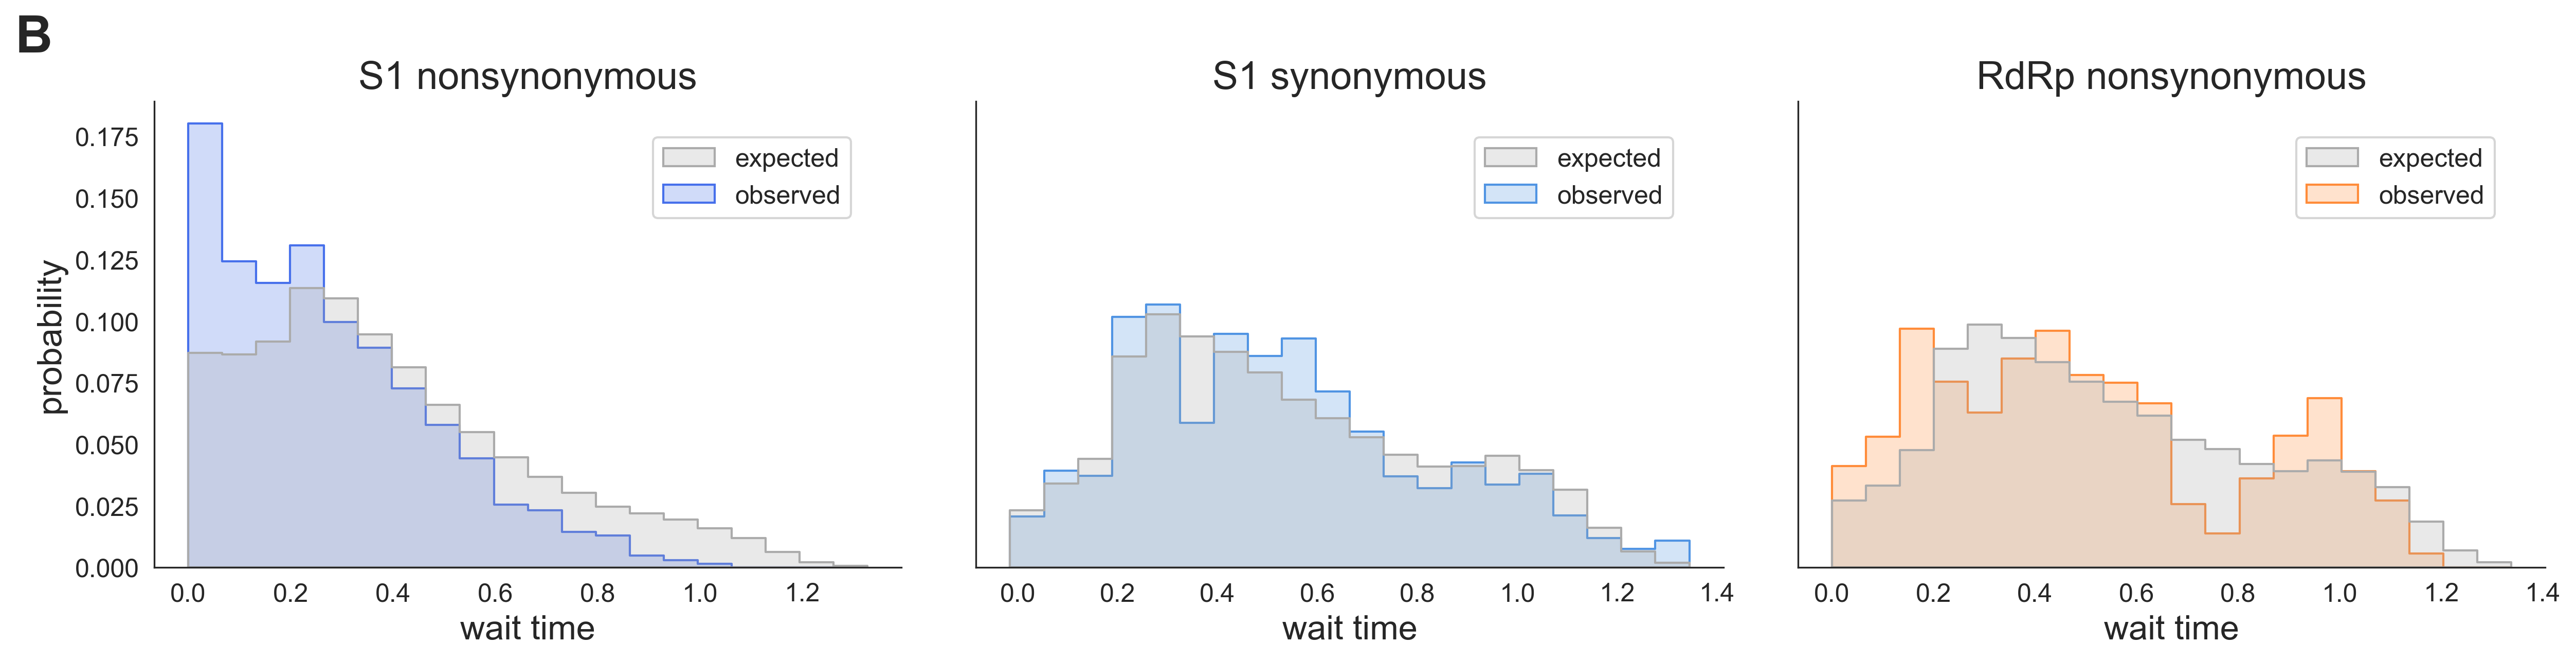 B
S1 nonsynonymous
S1 synonymous
RdRp nonsynonymous
probability
0.175
0.150
0.125
0.100
0.075
0.050
0.025
0.000
expected
observed
expected
observed
expected
observed
0.0 0.2 0.4 0.6 0.8 1.0 1.2
0.0 0.2 0.4 0.6 0.8 1.0 1.2 1.4
0.0 0.2 0.4 0.6 0.8 1.0 1.2 1.4
wait time
wait time
wait time